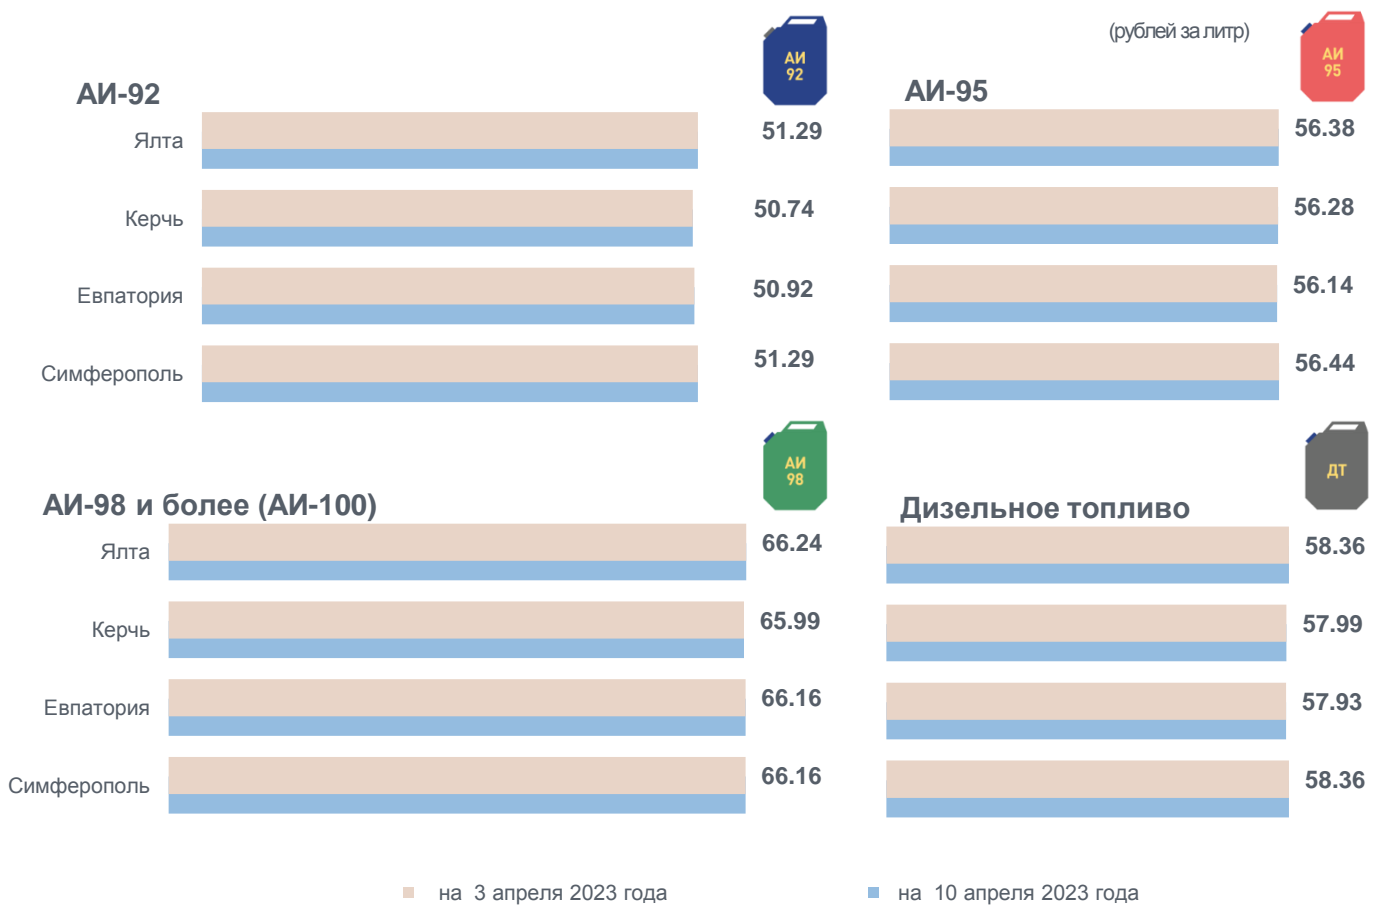 (рублей за литр)
АИ
92
АИ
95
АИ-92
АИ-95
Ялта
51.29
56.38
Керчь
50.74
56.28
Евпатория
50.92
56.14
Симферополь
51.29
56.44
АИ
98
ДТ
АИ-98 и более (АИ-100)
Дизельное топливо
Ялта
66.24
58.36
Керчь
65.99
57.99
Евпатория
66.16
57.93
Симферополь
66.16
58.36
на 3 апреля 2023 года
на 10 апреля 2023 года